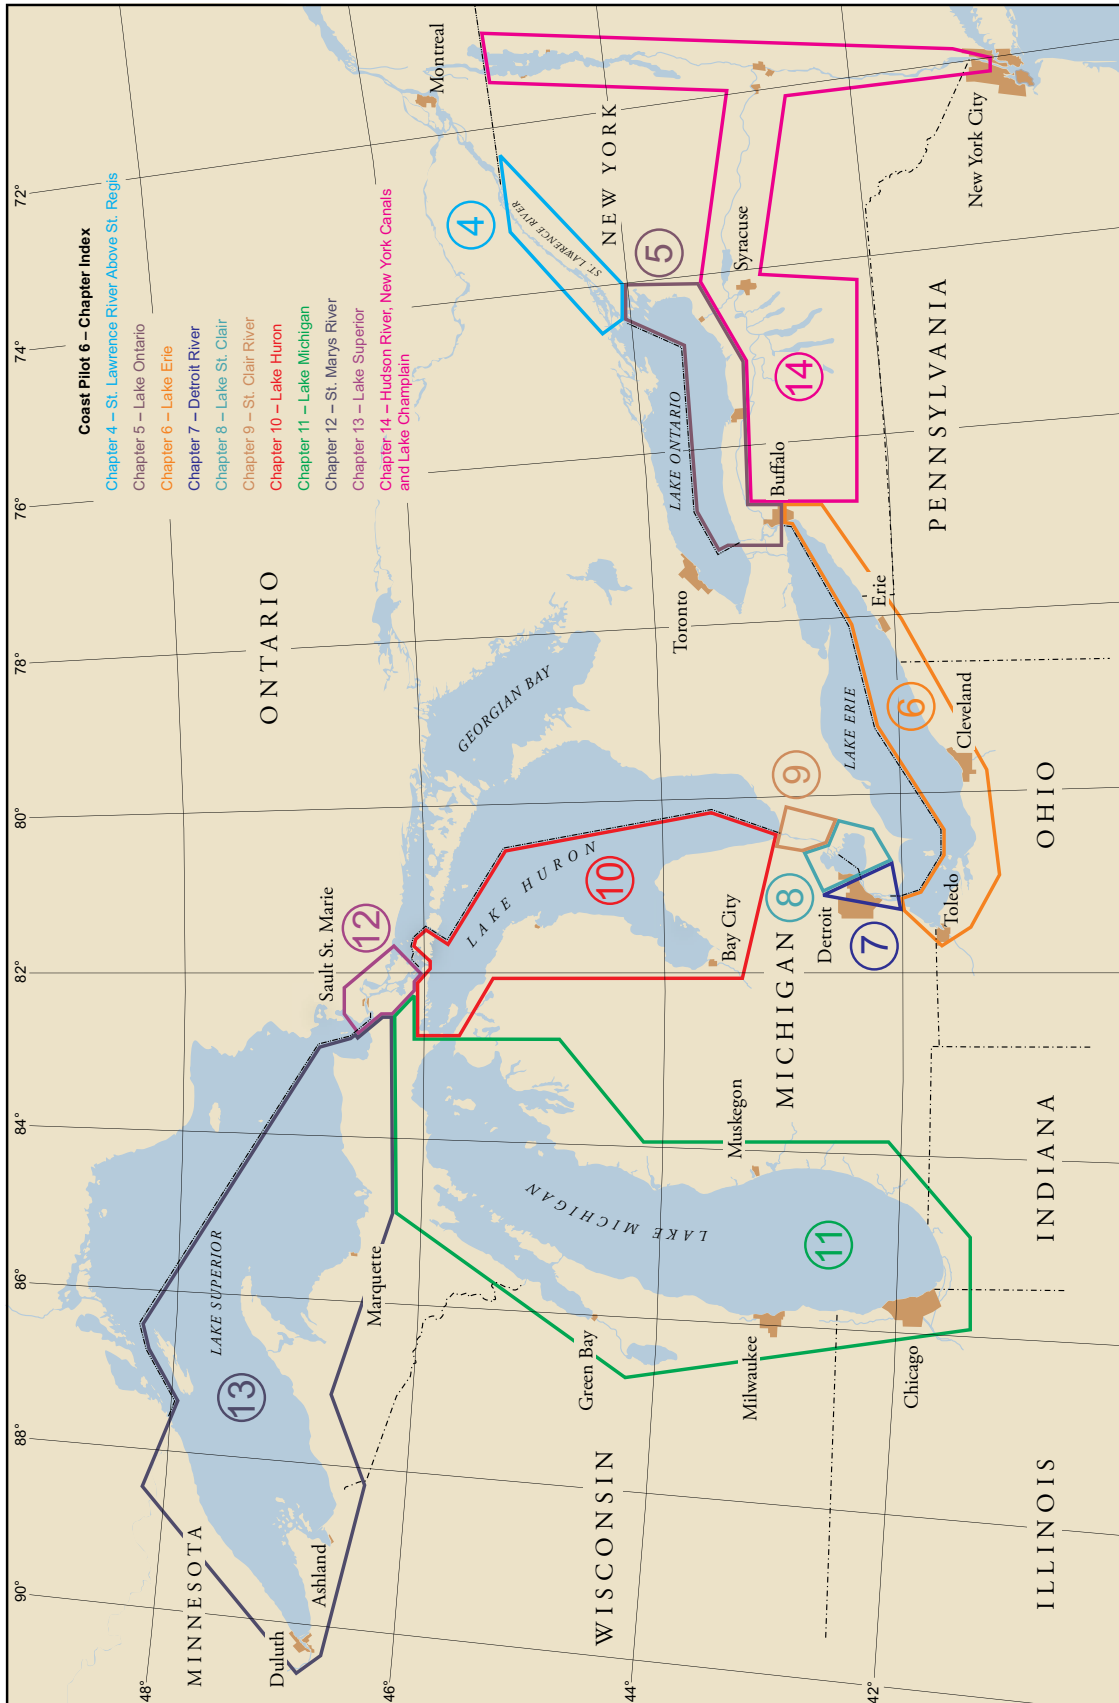 Coast Pilot 6 – Chapter Index
Chapter 4 – St. Lawrence River Above St. Regis
Chapter 5 – Lake Ontario
Chapter 6 – Lake Erie
Chapter 7 – Detroit River
Chapter 8 – Lake St. Clair
Chapter 9 – St. Clair River
Chapter 10 – Lake Huron
Chapter 11 – Lake Michigan
Chapter 12 – St. Marys River
Chapter 13 – Lake Superior
Chapter 14 – Hudson River, New York Canals
and Lake Champlain
90°
88°
86°
84°
82°
80°
78°
76°
74°
72°
48°
46°
44°
42°
MINNESOTA
Duluth
Ashland
13
LAKE SUPERIOR
Marquette
Sault St. Marie
12
ONTARIO
GEORGIAN BAY
LAKE HURON
10
Bay City
WISCONSIN
Green Bay
Milwaukee
Chicago
LAKE MICHIGAN
11
Muskegon
MICHIGAN
Detroit
7
8
9
Toledo
ILLINOIS
INDIANA
OHIO
Cleveland
6
LAKE ERIE
Erie
Toronto
LAKE ONTARIO
Buffalo
PENNSYLVANIA
14
Syracuse
5
NEW YORK
4
ST. LAWRENCE RIVER
Montreal
New York City